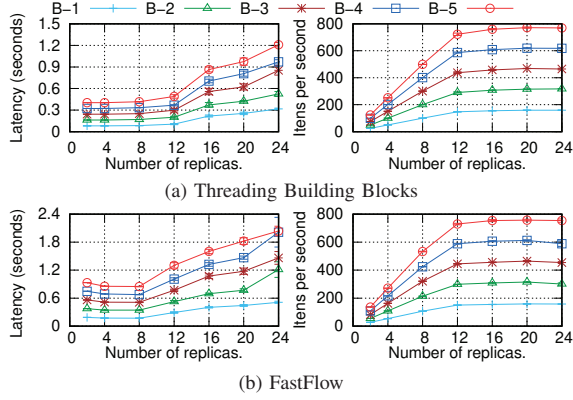 B-1 B-2 B-3 B-4 B-5
Latency (seconds)
1.5
1.2
0.9
0.6
0.3
0
0 4 8 12 16 20 24
Number of replicas.
Itens per second
800
600
400
200
0
0 4 8 12 16 20 24
Number of replicas.
(a) Threading Building Blocks
Latency (seconds)
2.4
1.8
1.2
0.6
0
0 4 8 12 16 20 24
Number of replicas.
Itens per second
800
600
400
200
0
0 4 8 12 16 20 24
Number of replicas.
(b) FastFlow